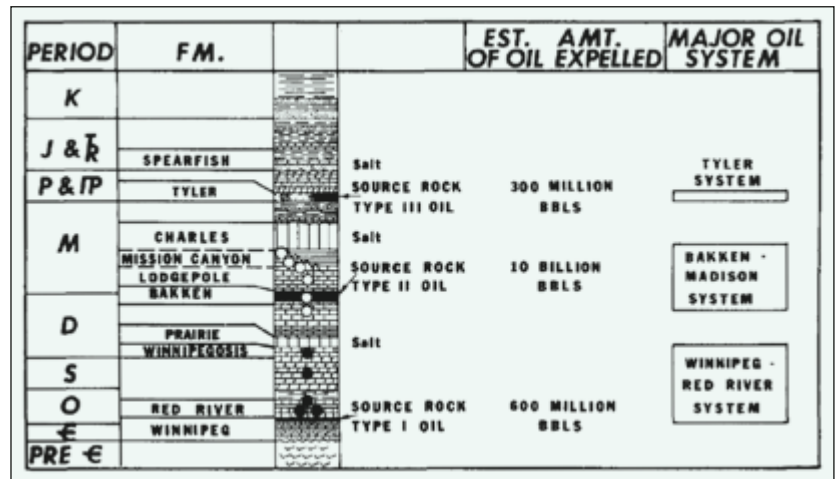 PERIOD FM. EST. AMT. OF OIL EXPELLED MAJOR OIL SYSTEM
K
J & TR
SPEARFISH Salt TYLER SYSTEM
P & IP TYLER SOURCE ROCK TYPE III OIL 300 MILLION BBLS
M
CHARLES Salt
MISSION CANYON
LODGEPOLE SOURCE ROCK TYPE II OIL 10 BILLION BBLS BAKKEN - MADISON SYSTEM
BAKKEN
D
PRAIRIE Salt
WINNIPEGOSIS
S WINNIPEG - RED RIVER SYSTEM
O RED RIVER SOURCE ROCK TYPE I OIL 600 MILLION BBLS
Є WINNIPEG
PRE Є